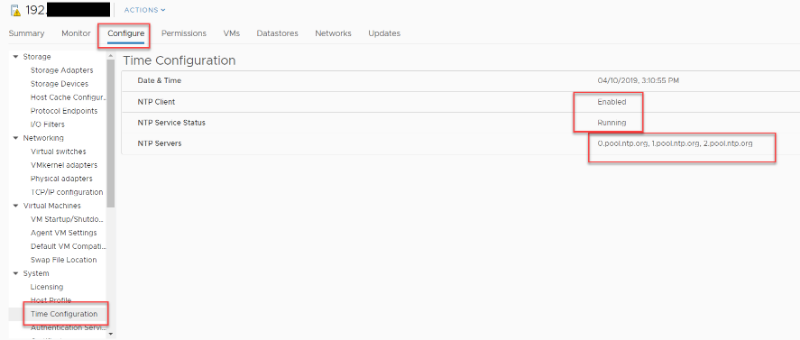 192.
ACTIONS
Summary Monitor Configure Permissions VMs Datastores Networks Updates
Storage
Storage Adapters
Storage Devices
Host Cache Configur...
Protocol Endpoints
I/O Filters
Networking
Virtual switches
VMkernel adapters
Physical adapters
TCP/IP configuration
Virtual Machines
VM Startup/Shutdo...
Agent VM Settings
Default VM Compati...
Swap File Location
System
Licensing
Host Profile
Time Configuration
Authentication Servi...
Time Configuration
Date & Time 04/10/2019, 3:10:55 PM
NTP Client Enabled
NTP Service Status Running
NTP Servers 0.pool.ntp.org, 1.pool.ntp.org, 2.pool.ntp.org